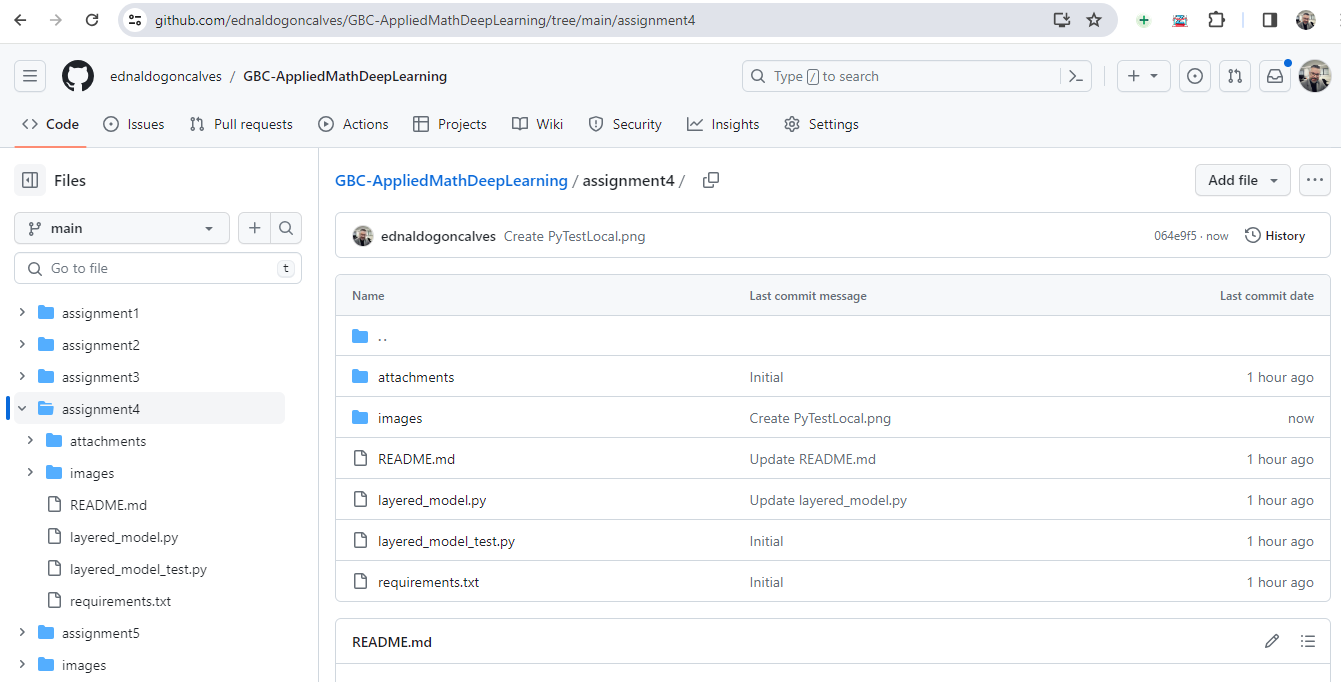 github.com/ednaldogoncalves/GBC-AppliedMathDeepLearning/tree/main/assignment4
ednaldogoncalves / GBC-AppliedMathDeepLearning
Type / to search
Code Issues Pull requests Actions Projects Wiki Security Insights Settings
Files
main
Go to file t
assignment1
assignment2
assignment3
assignment4
attachments
images
README.md
layered_model.py
layered_model_test.py
requirements.txt
assignment5
images
GBC-AppliedMathDeepLearning / assignment4 /
Add file
ednaldogoncalves Create PyTestLocal.png 064e9f5 · now History
Name Last commit message Last commit date
..
attachments Initial 1 hour ago
images Create PyTestLocal.png now
README.md Update README.md 1 hour ago
layered_model.py Update layered_model.py 1 hour ago
layered_model_test.py Initial 1 hour ago
requirements.txt Initial 1 hour ago
README.md